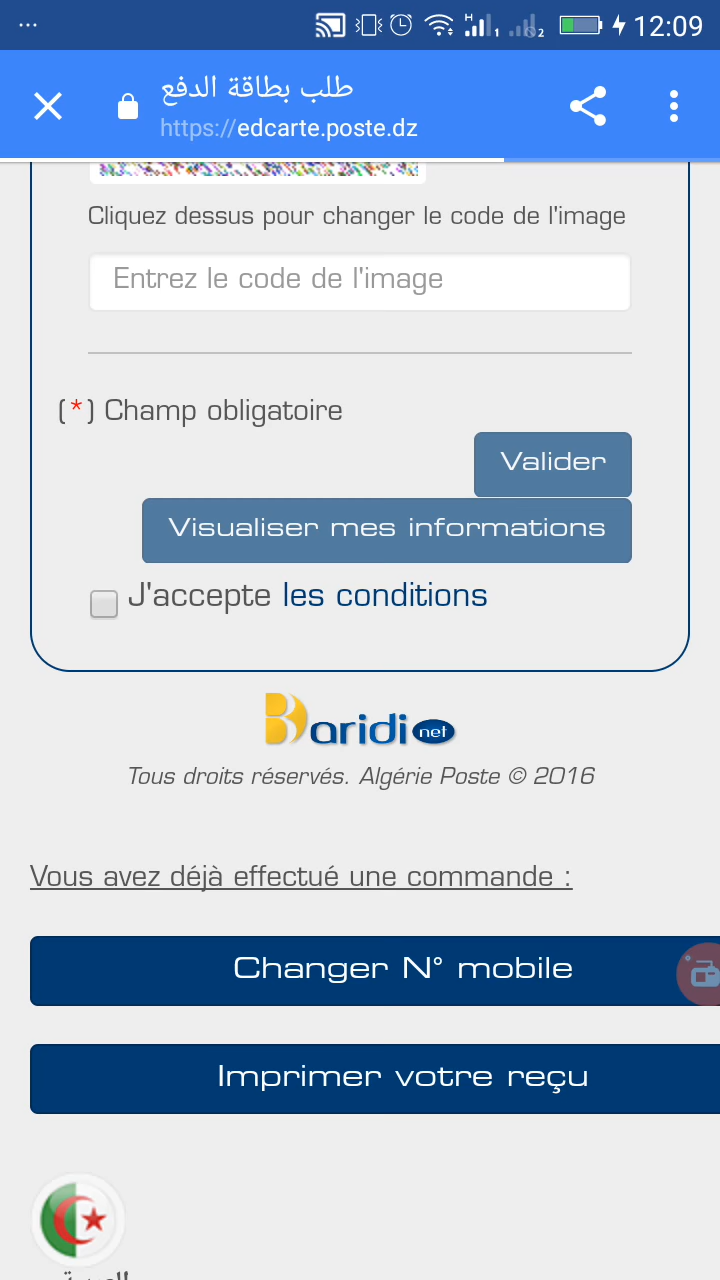 ... 1 2 12:09
طلب بطاقة الدفع
https://edcarte.poste.dz
Cliquez dessus pour changer le code de l'image
Entrez le code de l'image
(*) Champ obligatoire
Valider
Visualiser mes informations
J'accepte les conditions
Baridi net
Tous droits réservés. Algérie Poste © 2016
Vous avez déjà effectué une commande :
Changer N° mobile
Imprimer votre reçu